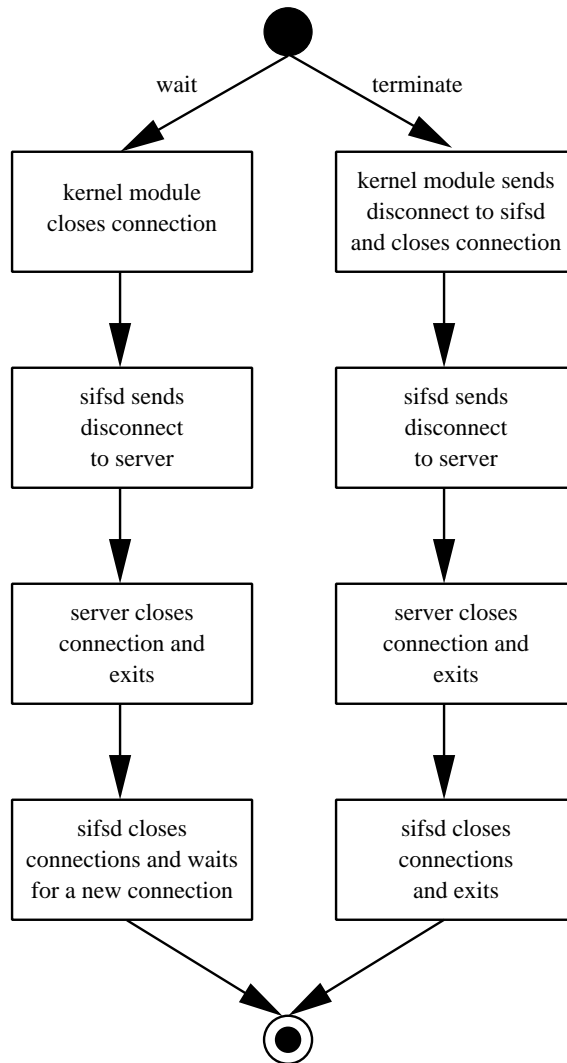 wait
terminate
kernel module
closes connection
kernel module sends
disconnect to sifsd
and closes connection
sifsd sends
disconnect
to server
sifsd sends
disconnect
to server
server closes
connection and
exits
server closes
connection and
exits
sifsd closes
connections and waits
for a new connection
sifsd closes
connections
and exits